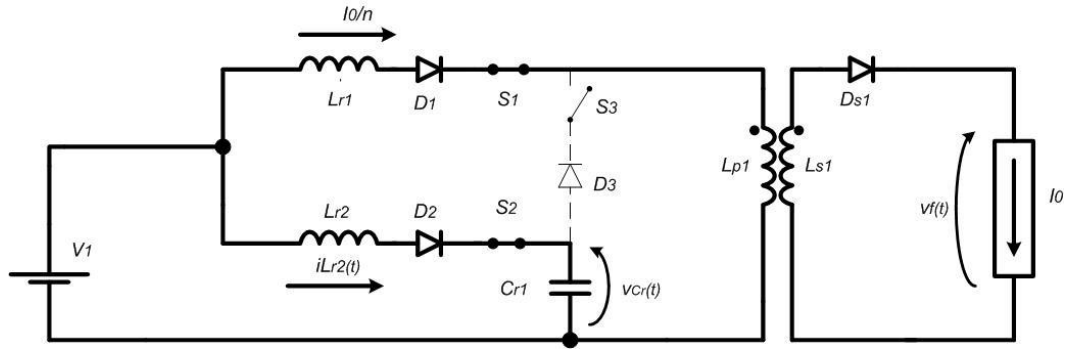 I0/n
Lr1
D1
S1
S3
Ds1
D3
Lp1
Ls1
vf(t)
I0
Lr2
D2
S2
V1
iLr2(t)
Cr1
vCr(t)